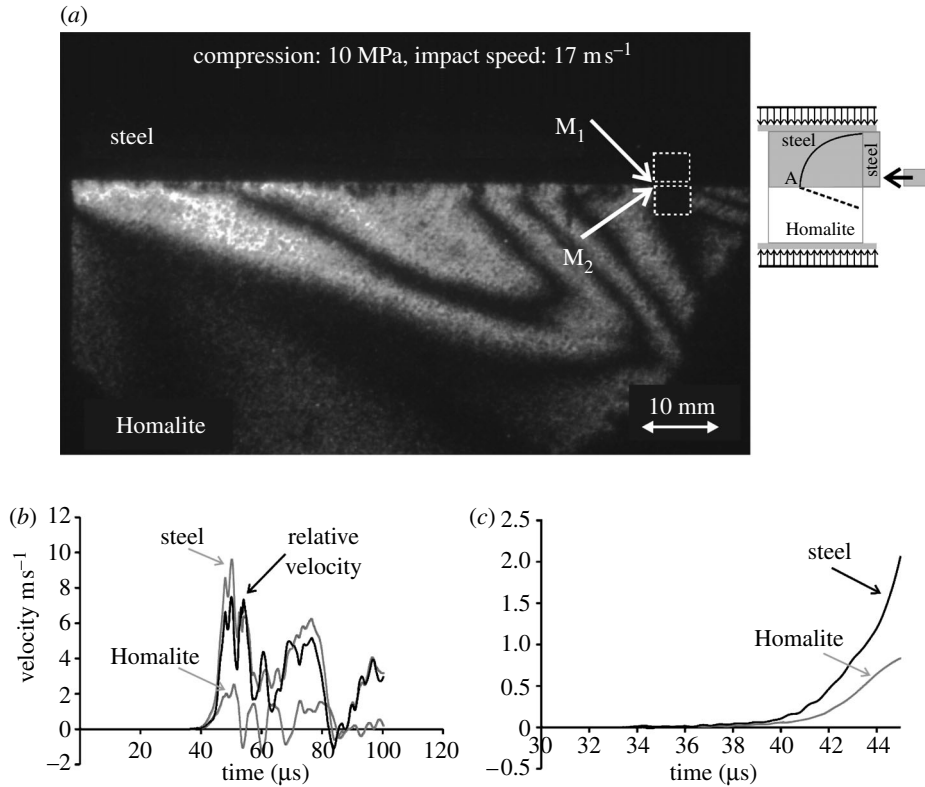 (a)
compression: 10 MPa, impact speed: 17 m s⁻¹
steel
M₁
M₂
Homalite
10 mm
steel
steel
A
Homalite
(b)
velocity m s⁻¹
12
10
8
6
4
2
0
−2
steel
relative
velocity
Homalite
20
40
60
80
100
120
time (μs)
(c)
2.5
2.0
1.5
1.0
0.5
0
−0.5
steel
Homalite
30
32
34
36
38
40
42
44
time (μs)